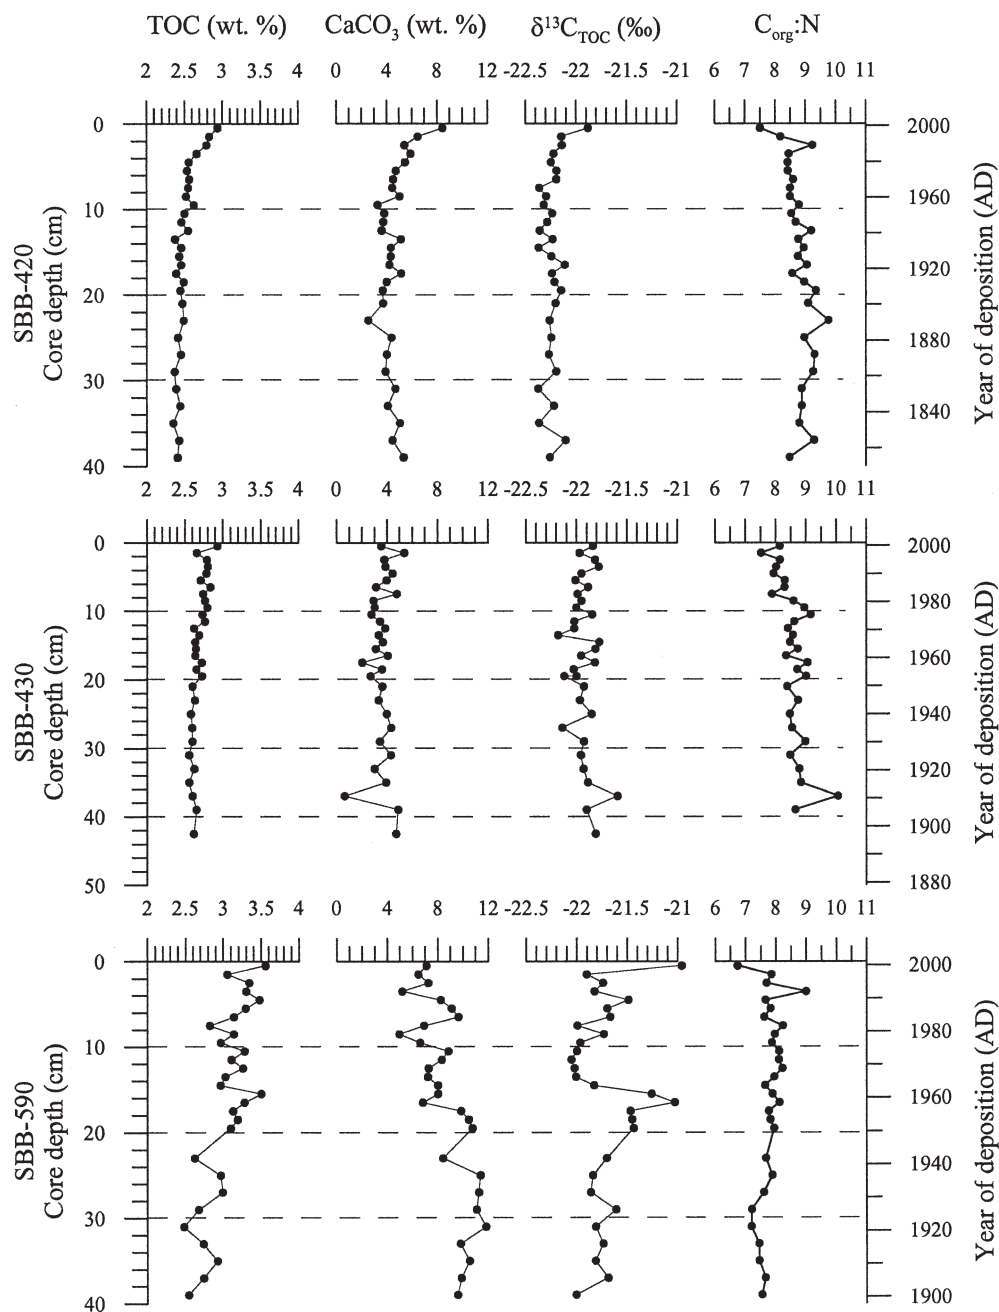 TOC (wt. %) CaCO₃ (wt. %) δ¹³C_TOC (‰) C_org:N
2 2.5 3 3.5 4 0 4 8 12 -22.5 -22 -21.5 -21 6 7 8 9 10 11
0 2000
1960
10
SBB-420
Core depth (cm)
1920
20
1880
30
1840
40
Year of deposition (AD)
2 2.5 3 3.5 4 0 4 8 12 -22.5 -22 -21.5 -21 6 7 8 9 10 11
0 2000
10 1980
SBB-430
Core depth (cm)
1960
20
1940
30
1920
40 1900
50 1880
Year of deposition (AD)
2 2.5 3 3.5 4 0 4 8 12 -22.5 -22 -21.5 -21 6 7 8 9 10 11
0 2000
1980
10
SBB-590
Core depth (cm)
1960
20
1940
30 1920
40 1900
Year of deposition (AD)